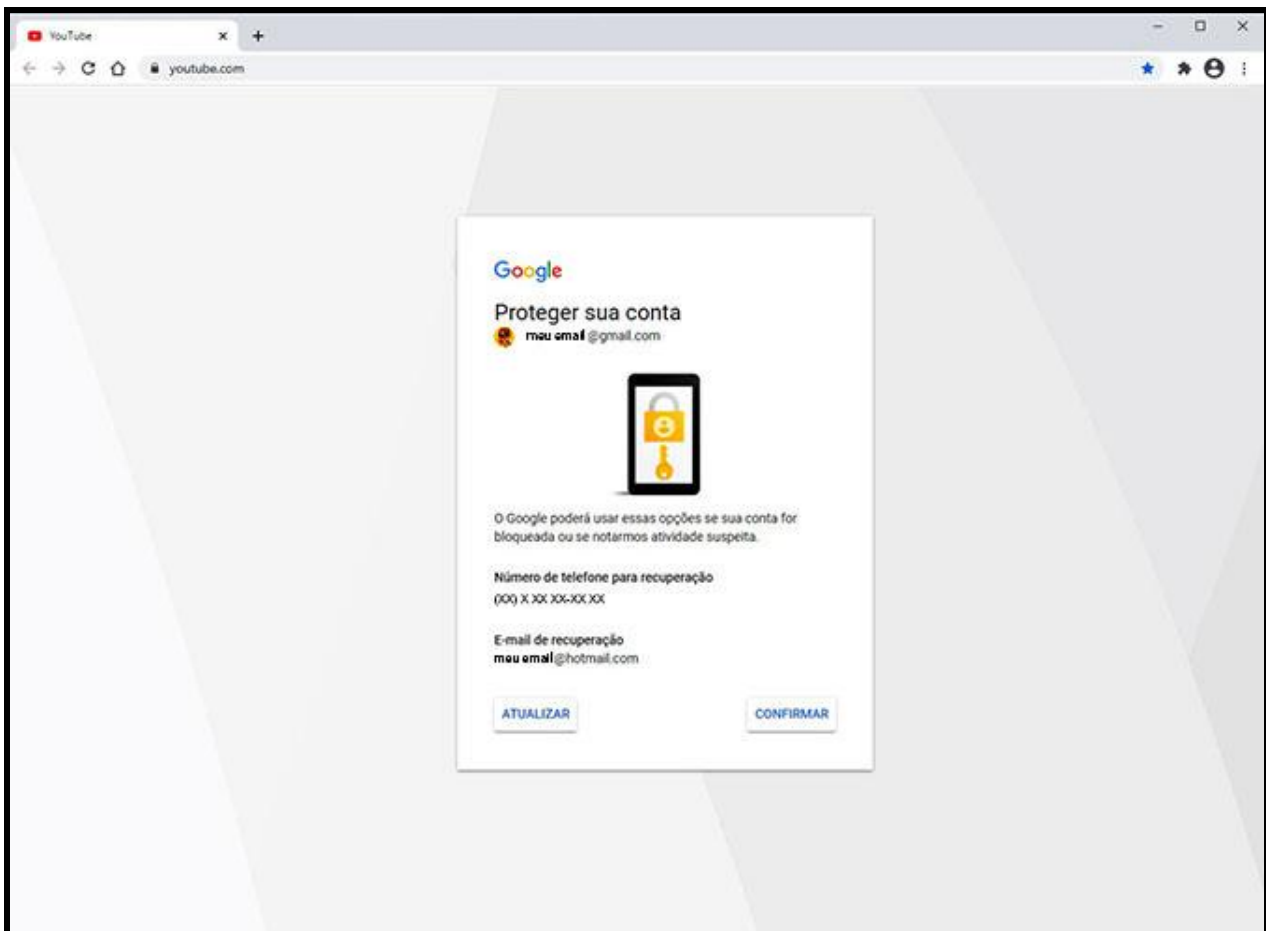 YouTube
youtube.com
Google
Proteger sua conta
meu email @gmail.com
O Google poderá usar essas opções se sua conta for
bloqueada ou se notarmos atividade suspeita.
Número de telefone para recuperação
(XX) X XX XX-XX XX
E-mail de recuperação
meu email@hotmail.com
ATUALIZAR
CONFIRMAR